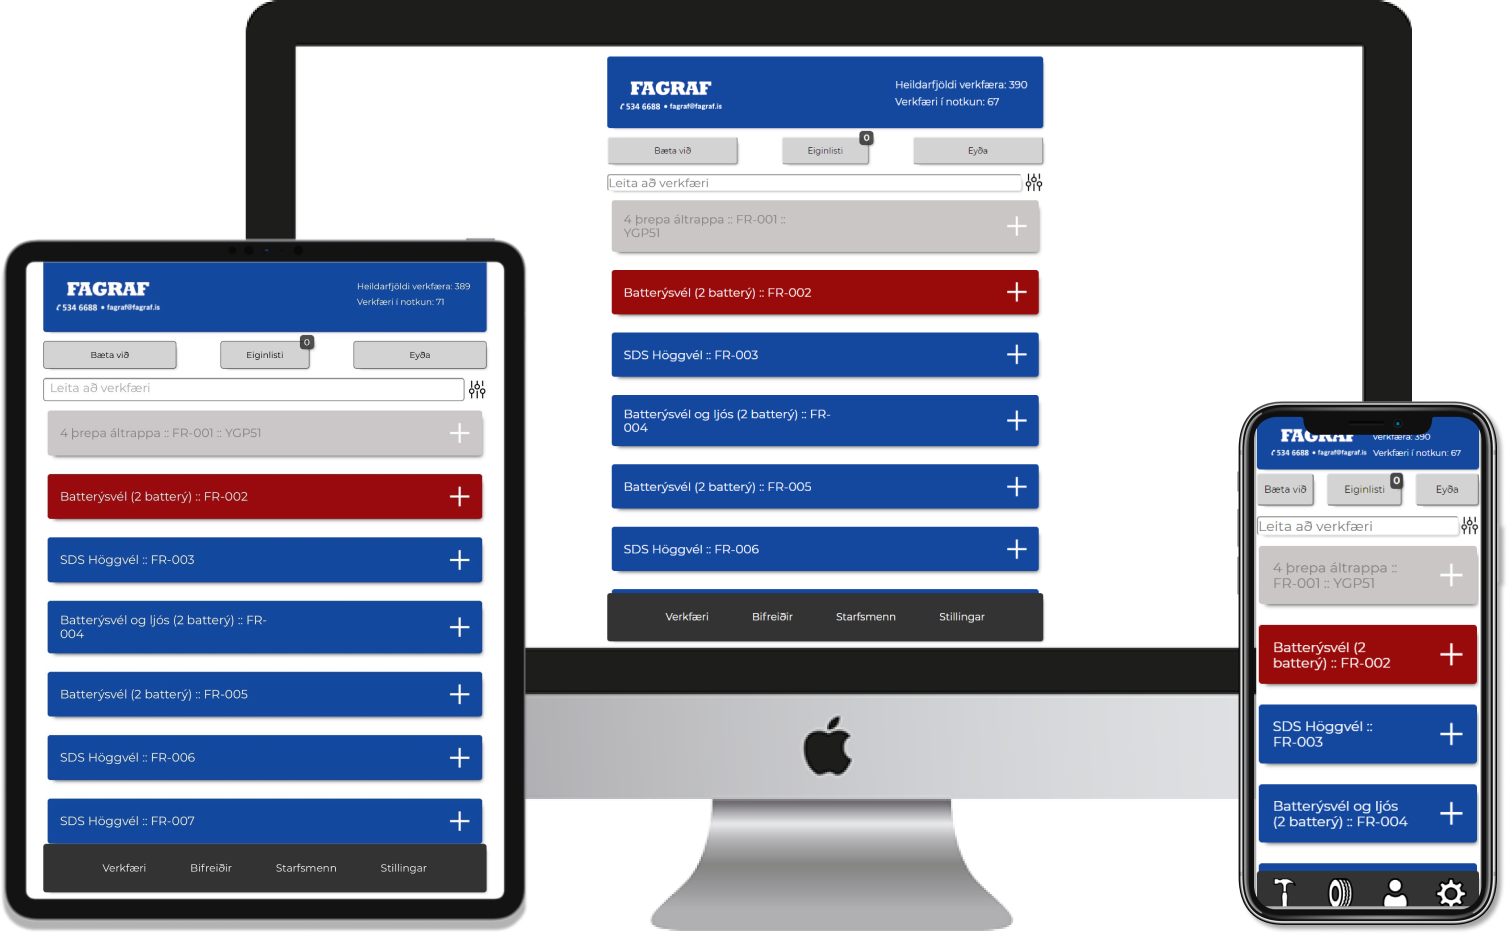 FAGRAF
534 6688 • fagraf@fagraf.is
Heildarfjöldi verkfæra: 390
Verkfæri í notkun: 67
Bæta við
Eiginlisti
0
Eyða
Leita að verkfæri
4 þrepa áltrappa :: FR-001 ::
YGP51
Batterýsvél (2 batterý) :: FR-002
SDS Höggvél :: FR-003
Batterýsvél og ljós (2 batterý) :: FR-
004
Batterýsvél (2 batterý) :: FR-005
SDS Höggvél :: FR-006
Verkfæri
Bifreiðir
Starfsmenn
Stillingar
FAGRAF
534 6688 • fagraf@fagraf.is
Heildarfjöldi verkfæra: 389
Verkfæri í notkun: 71
Bæta við
Eiginlisti
0
Eyða
Leita að verkfæri
4 þrepa áltrappa :: FR-001 :: YGP51
Batterýsvél (2 batterý) :: FR-002
SDS Höggvél :: FR-003
Batterýsvél og ljós (2 batterý) :: FR-
004
Batterýsvél (2 batterý) :: FR-005
SDS Höggvél :: FR-006
SDS Höggvél :: FR-007
Verkfæri
Bifreiðir
Starfsmenn
Stillingar
FAGRAF
534 6688 • fagraf@fagraf.is
verkfæra: 390
Verkfæri í notkun: 67
Bæta við
Eiginlisti
0
Eyða
Leita að verkfæri
4 þrepa áltrappa ::
FR-001 :: YGP51
Batterýsvél (2
batterý) :: FR-002
SDS Höggvél ::
FR-003
Batterýsvél og ljós
(2 batterý) :: FR-004